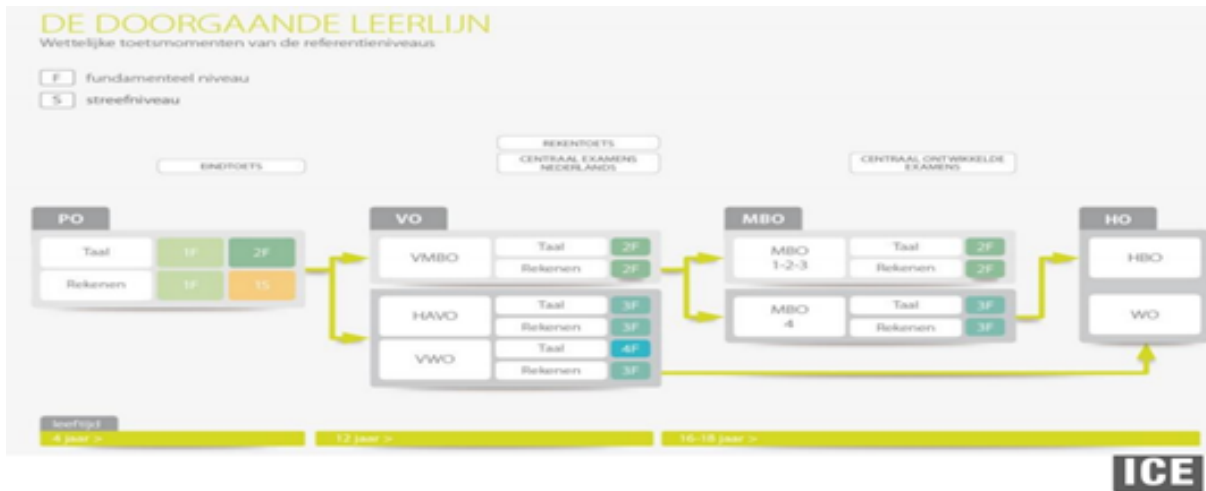 DE DOORGAANDE LEERLIJN
Wettelijke toetsmomenten van de referentieniveaus
F fundamenteel niveau
S streefniveau
EINDTOETS
REKENTOETS
CENTRAAL EXAMENS
NEDERLANDS
CENTRAAL ONTWIKKELDE
EXAMENS
PO
Taal 1F 2F
Rekenen 1F 1S
VO
VMBO
Taal 2F
Rekenen 2F
HAVO
Taal 3F
Rekenen 3F
VWO
Taal 4F
Rekenen 3F
MBO
MBO
1-2-3
Taal 2F
Rekenen 2F
MBO
4
Taal 3F
Rekenen 3F
HO
HBO
WO
leeftijd
4 jaar >
12 jaar >
16-18 jaar >
ICE